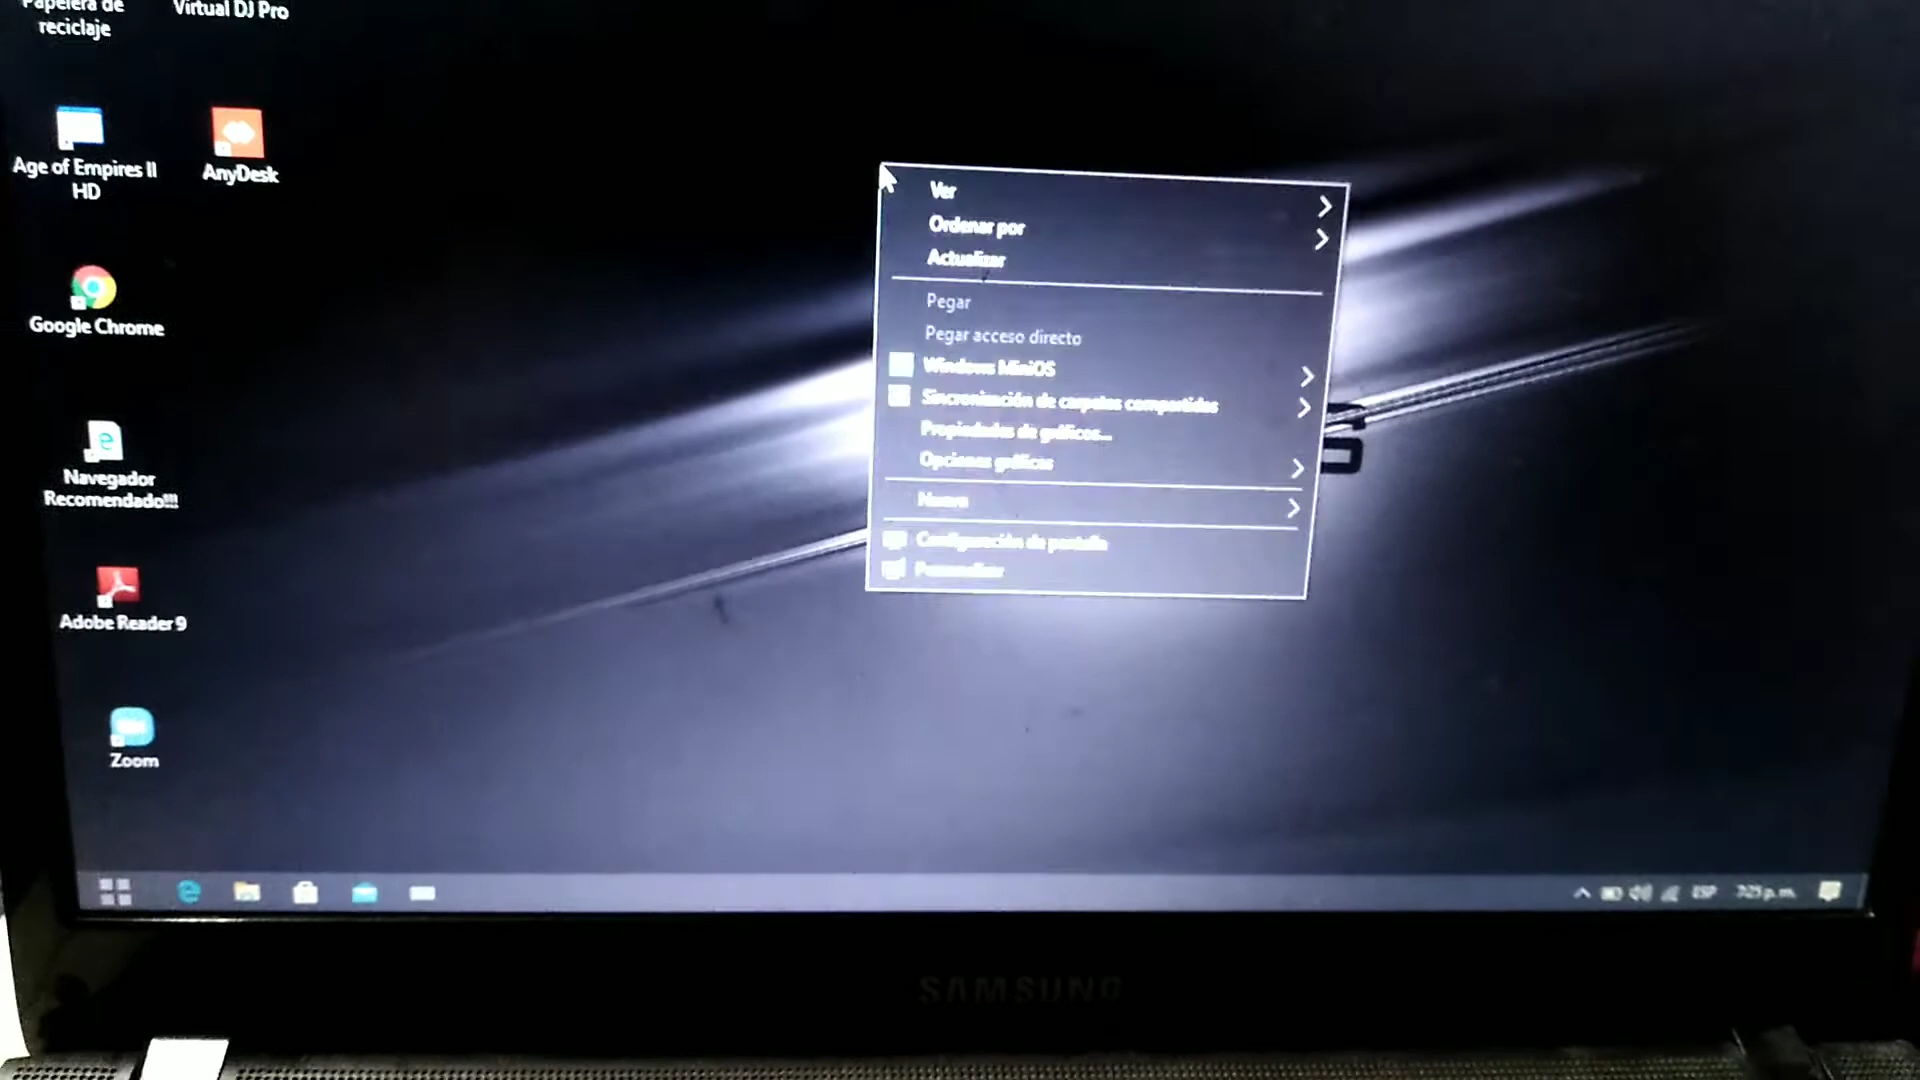 Papelera de
reciclaje
Virtual DJ Pro
Age of Empires II
HD
AnyDesk
Google Chrome
Navegador
Recomendado!!!
Adobe Reader 9
Zoom
Ver
Ordenar por
Actualizar
Pegar
Pegar acceso directo
Windows MiniOS
Sincronización de carpetas compartidas
Propiedades de gráficos...
Opciones gráficas
Nuevo
Configuración de pantalla
Personalizar
ESP
7:25 p. m.
SAMSUNG